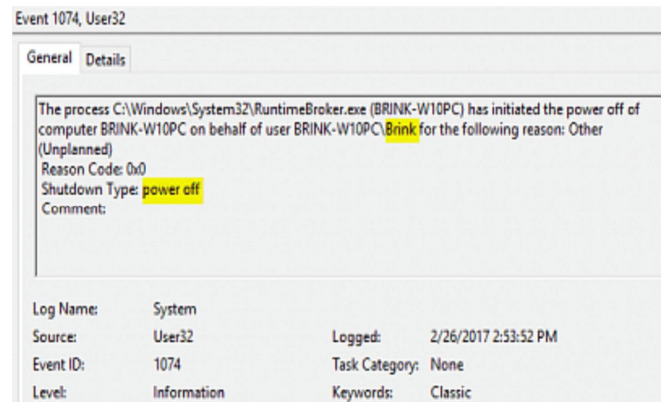 Event 1074, User32
General Details
The process C:\Windows\System32\RuntimeBroker.exe (BRINK-W10PC) has initiated the power off of
computer BRINK-W10PC on behalf of user BRINK-W10PC\Brink for the following reason: Other
(Unplanned)
Reason Code: 0x0
Shutdown Type: power off
Comment:
Log Name: System
Source: User32 Logged: 2/26/2017 2:53:52 PM
Event ID: 1074 Task Category: None
Level: Information Keywords: Classic